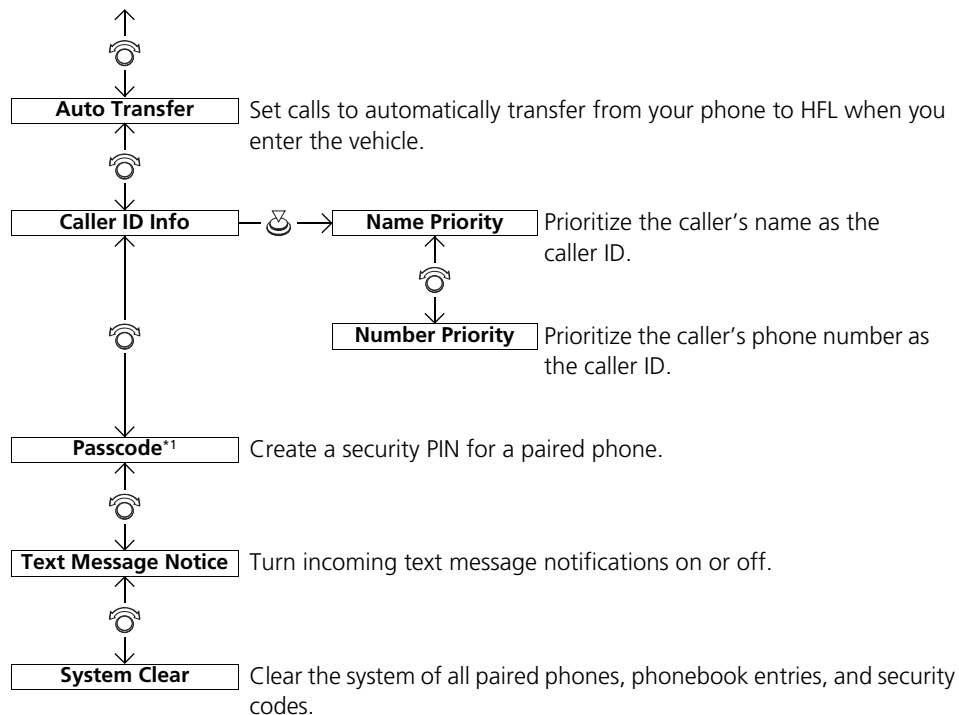 Auto Transfer
Set calls to automatically transfer from your phone to HFL when you
enter the vehicle.
Caller ID Info
Name Priority
Prioritize the caller's name as the
caller ID.
Number Priority
Prioritize the caller's phone number as
the caller ID.
Passcode*1
Create a security PIN for a paired phone.
Text Message Notice
Turn incoming text message notifications on or off.
System Clear
Clear the system of all paired phones, phonebook entries, and security
codes.